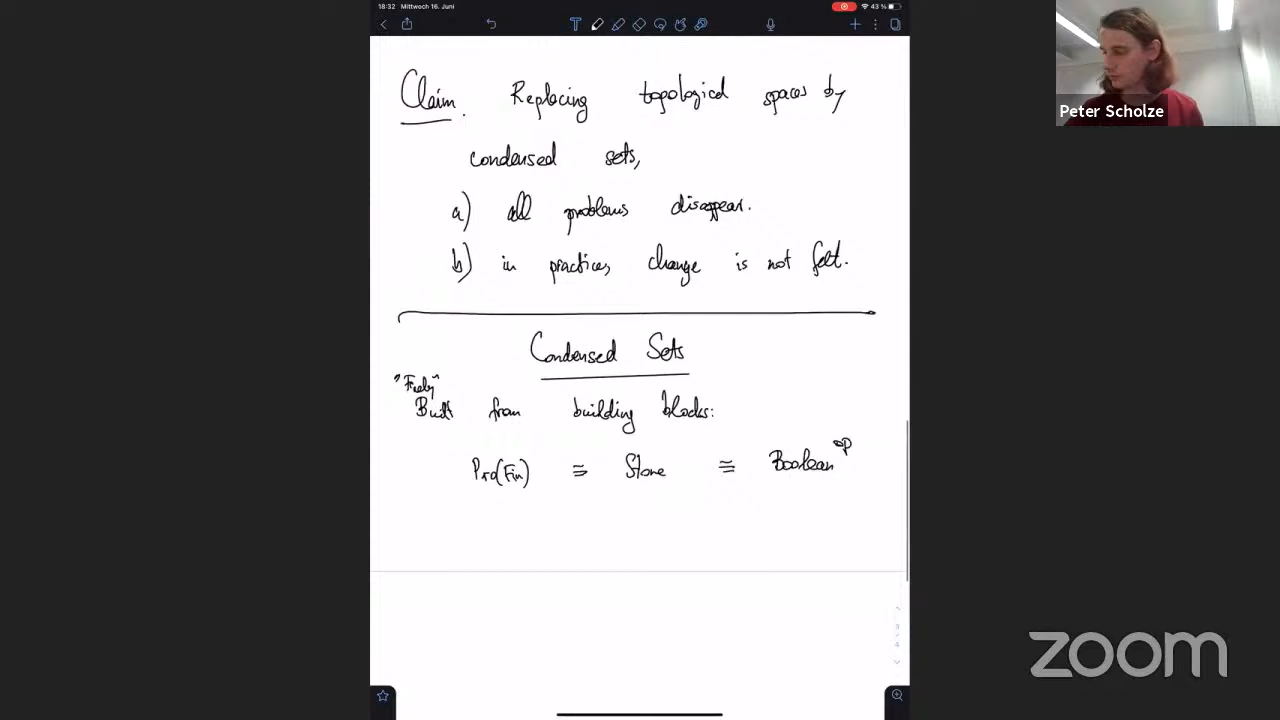 18:32 Mittwoch 16. Juni
43 %
Claim. Replacing topological spaces by
condensed sets,
a) all problems disappear.
b) in practice, change is not felt.
Condensed Sets
"Freely"
Built from building blocks:
Pro(Fin) ≅ Stone ≅ Boolean^op
Peter Scholze
zoom